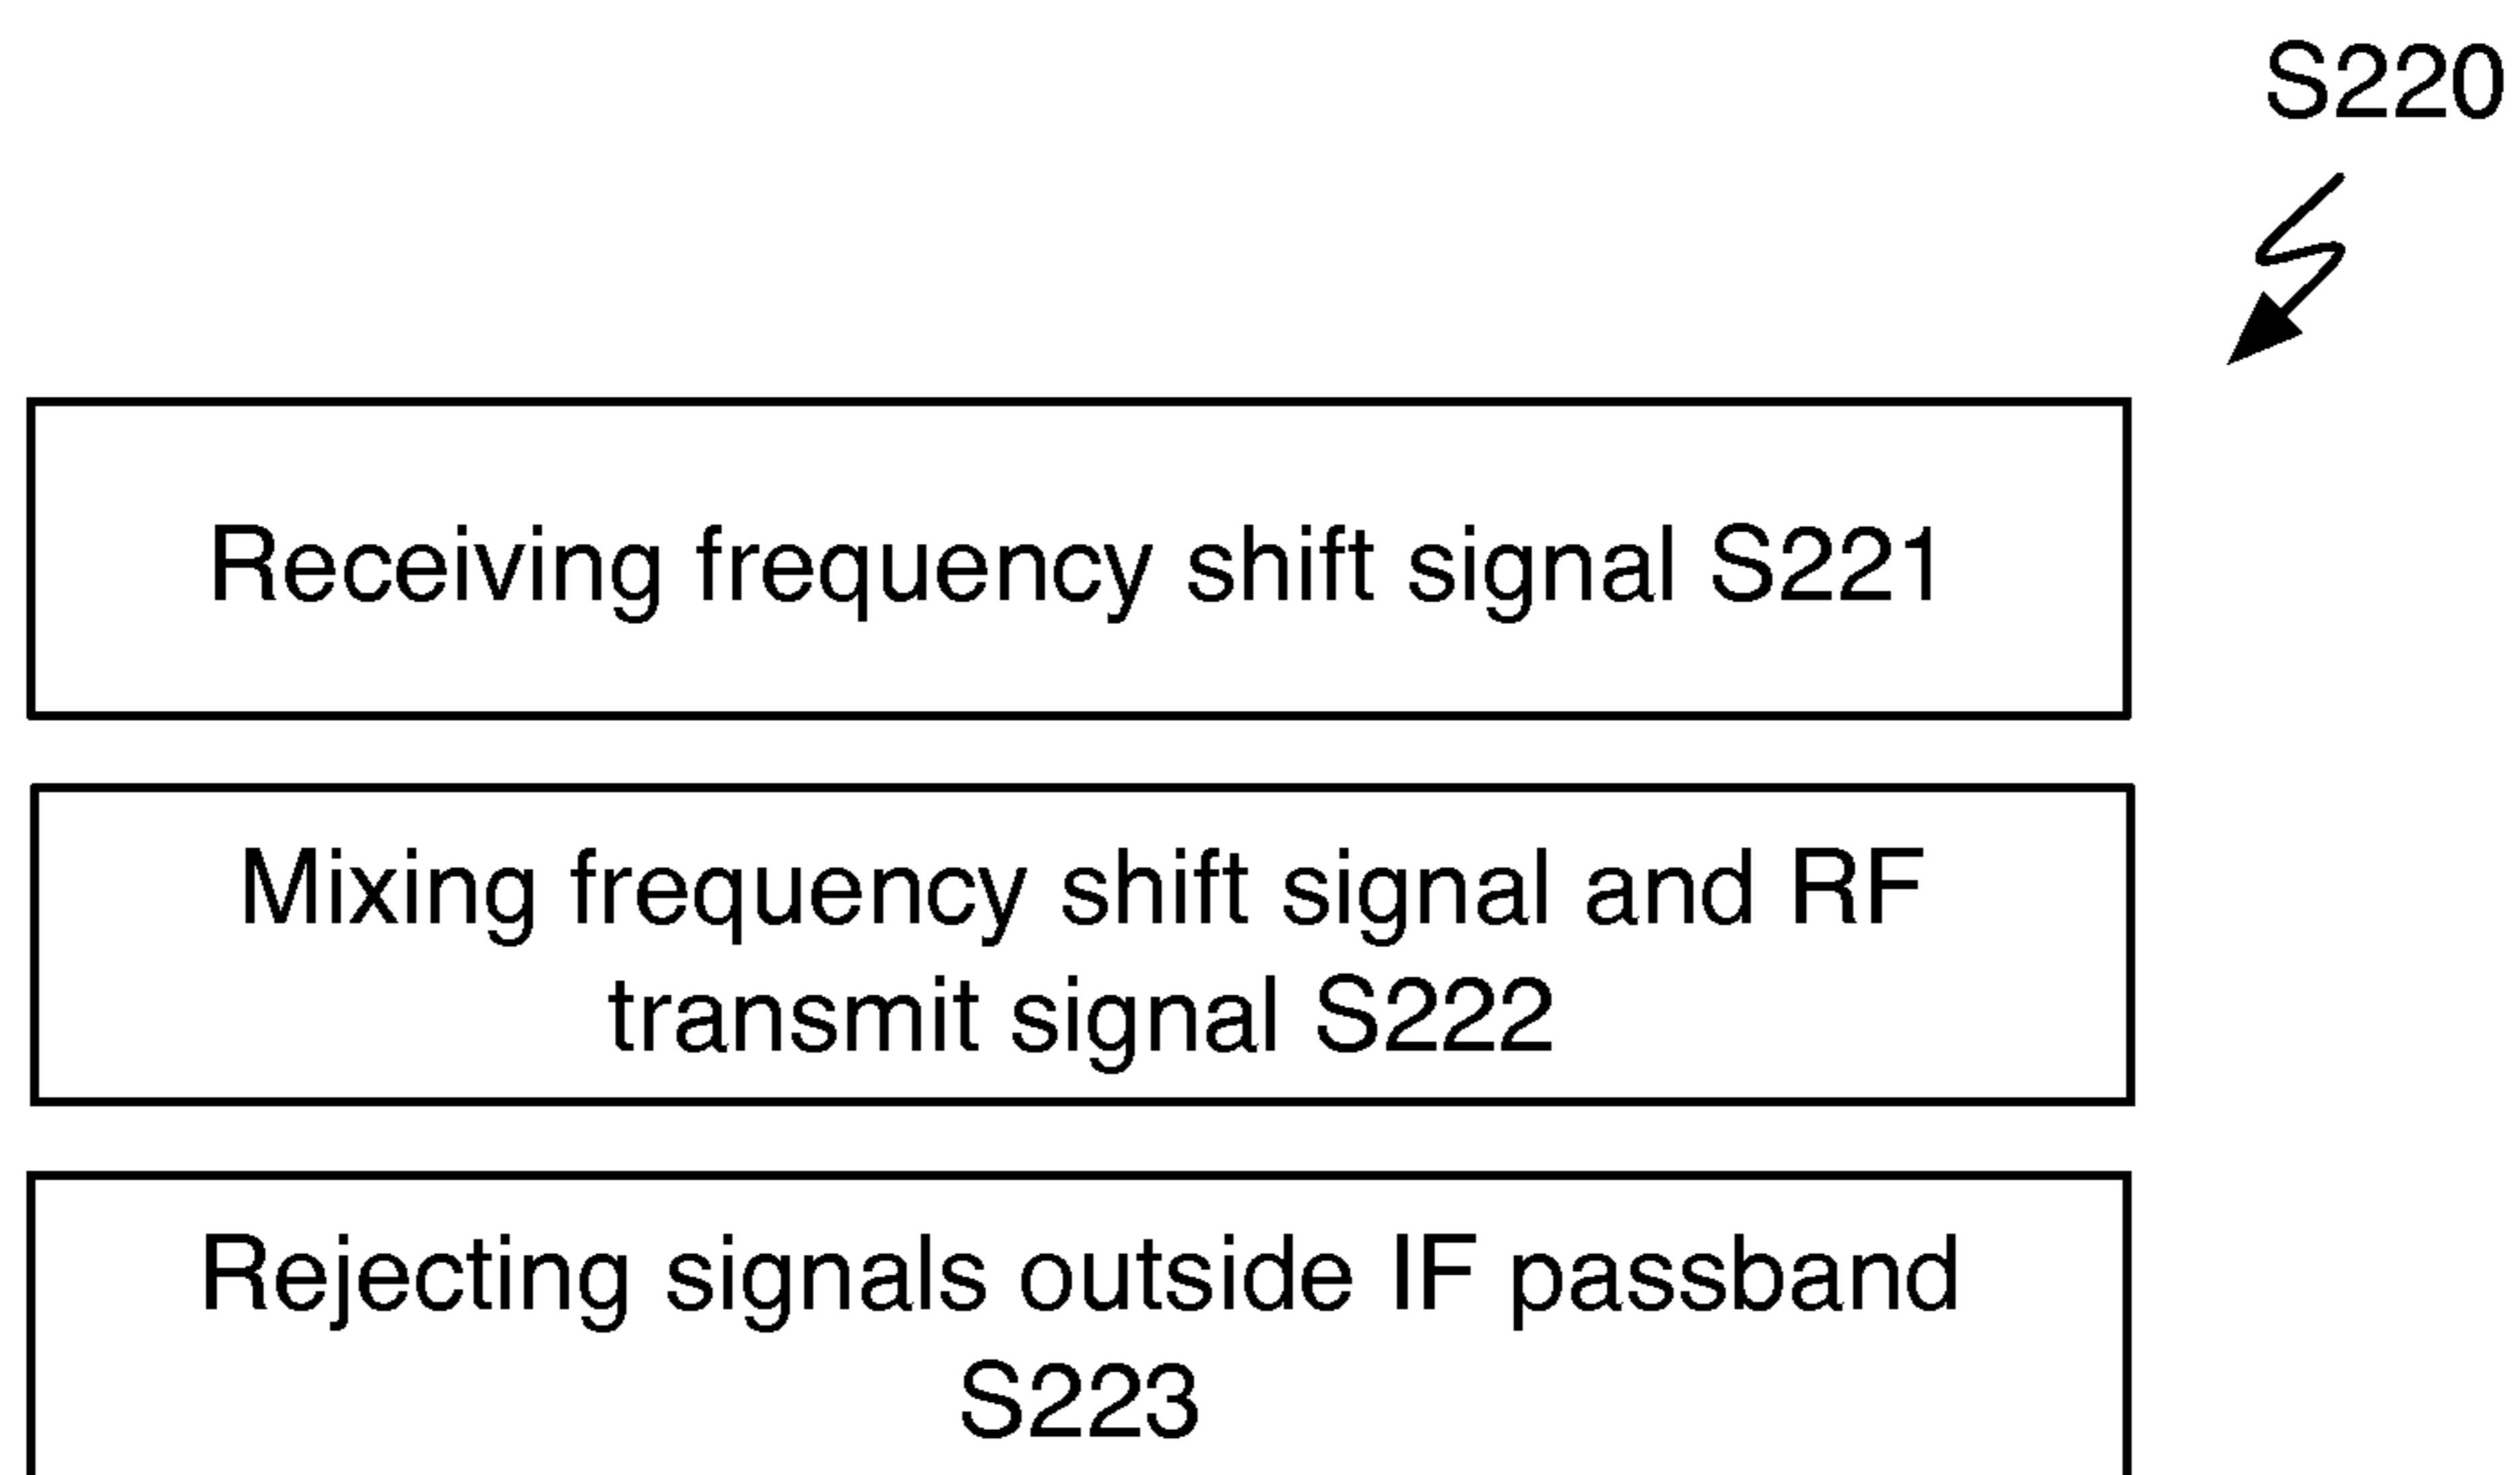 S220
Receiving frequency shift signal S221
Mixing frequency shift signal and RF
transmit signal S222
Rejecting signals outside IF passband
S223